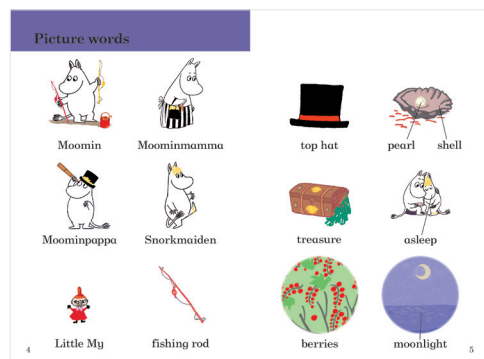 Picture words
Moomin
Moominmamma
Moominpappa
Snorkmaiden
Little My
fishing rod
4
top hat
pearl
shell
treasure
asleep
berries
moonlight
5